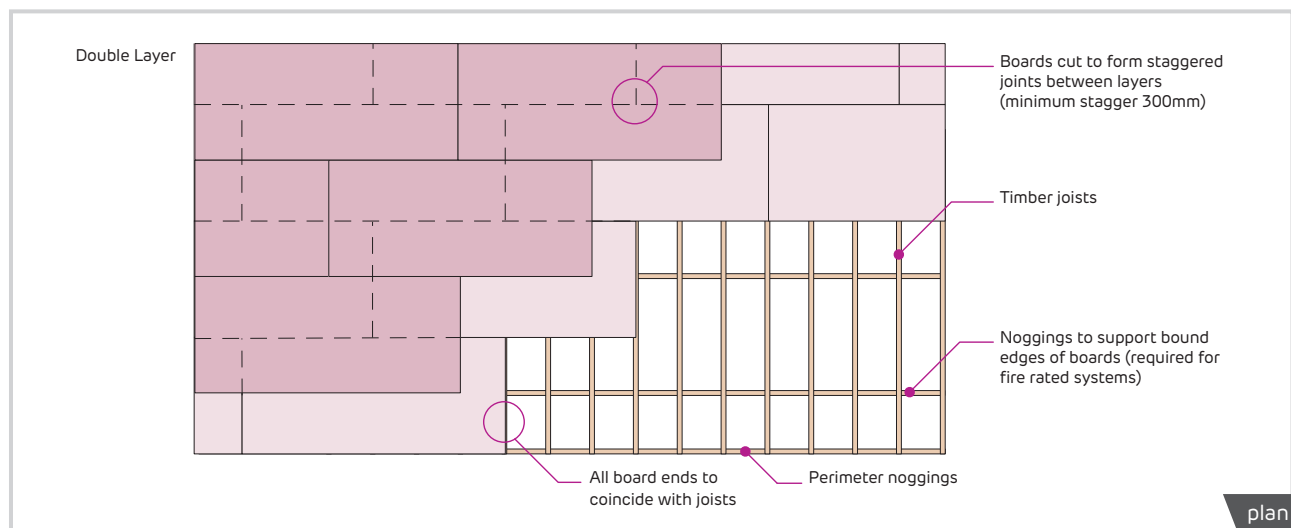 Double Layer
Boards cut to form staggered
joints between layers
(minimum stagger 300mm)
Timber joists
Noggings to support bound
edges of boards (required for
fire rated systems)
All board ends to
coincide with joists
Perimeter noggings
plan